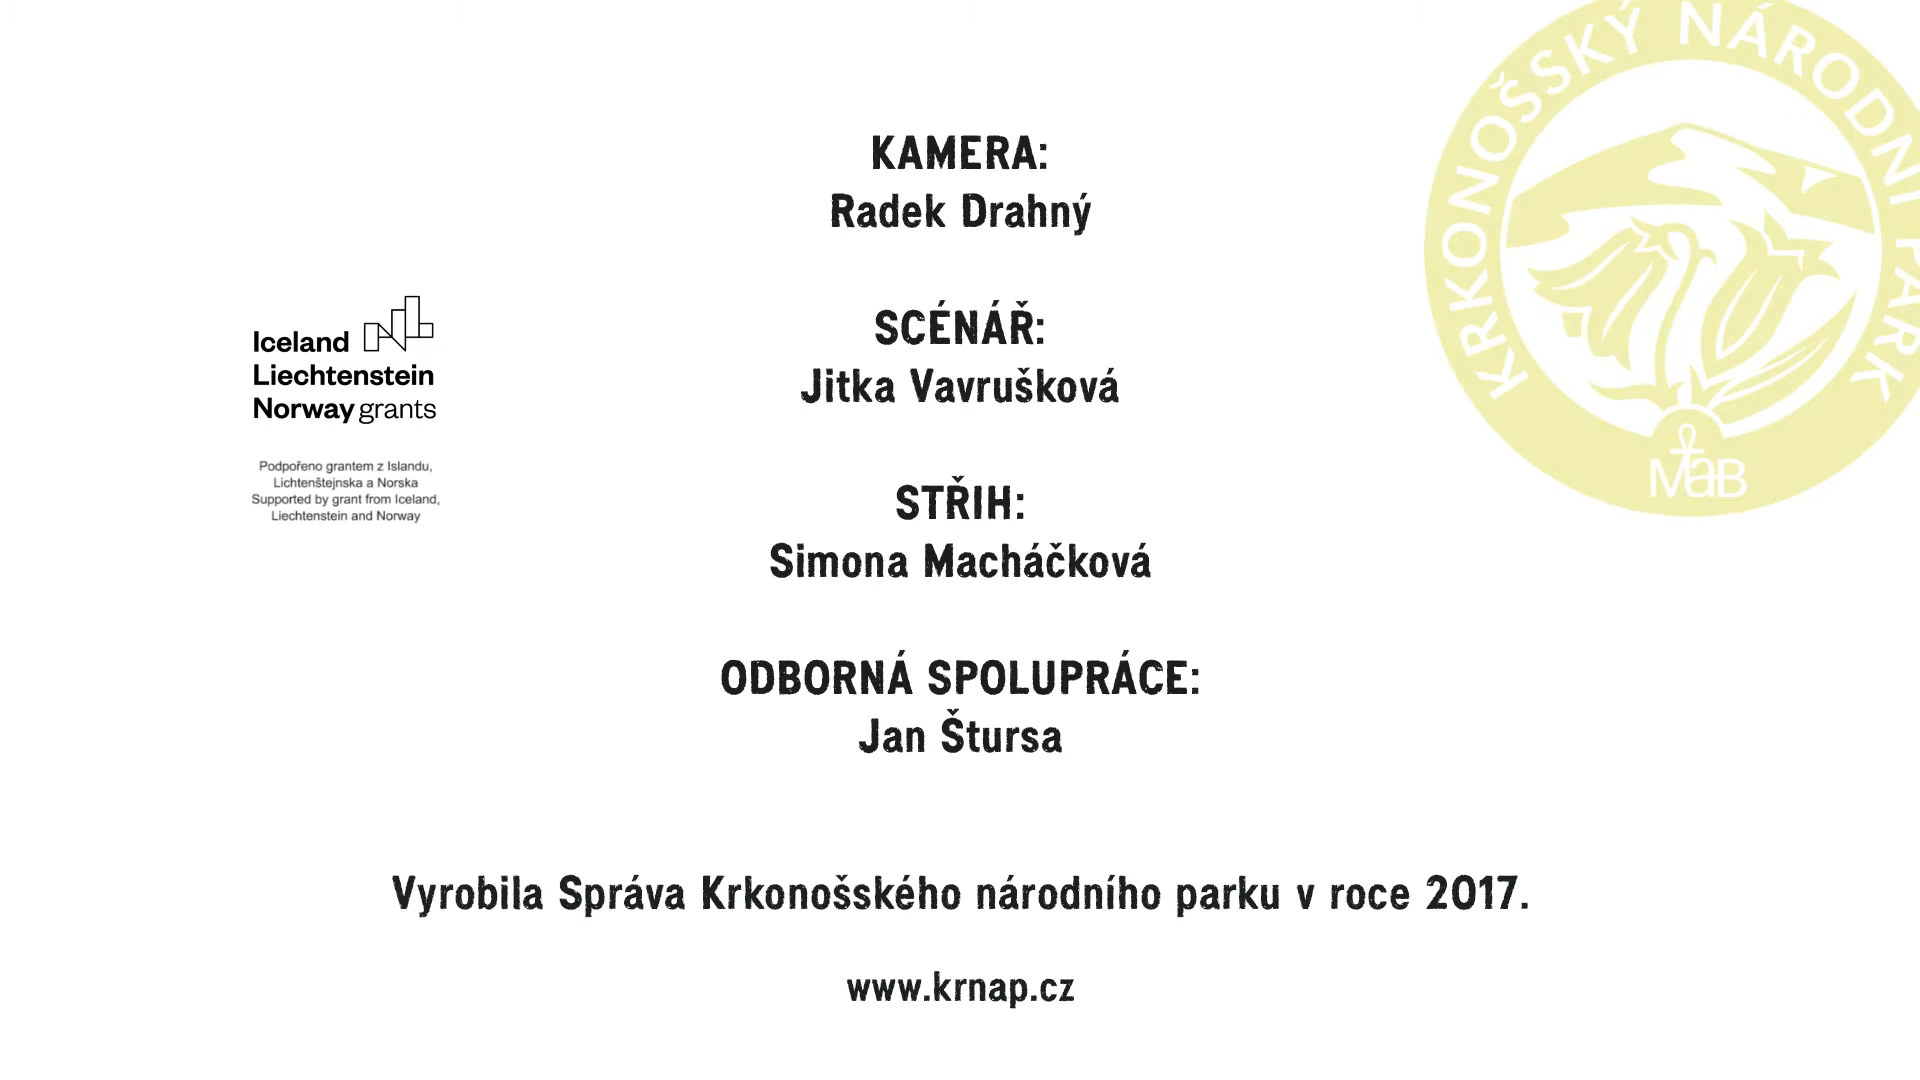 KRKONOŠSKÝ NÁRODNÍ PARK
MaB
KAMERA:
Radek Drahný
SCÉNÁŘ:
Jitka Vavrušková
STŘIH:
Simona Macháčková
ODBORNÁ SPOLUPRÁCE:
Jan Štursa
Iceland
Liechtenstein
Norway grants
Podpořeno grantem z Islandu,
Lichtenštejnska a Norska
Supported by grant from Iceland,
Liechtenstein and Norway
Vyrobila Správa Krkonošského národního parku v roce 2017.
www.krnap.cz